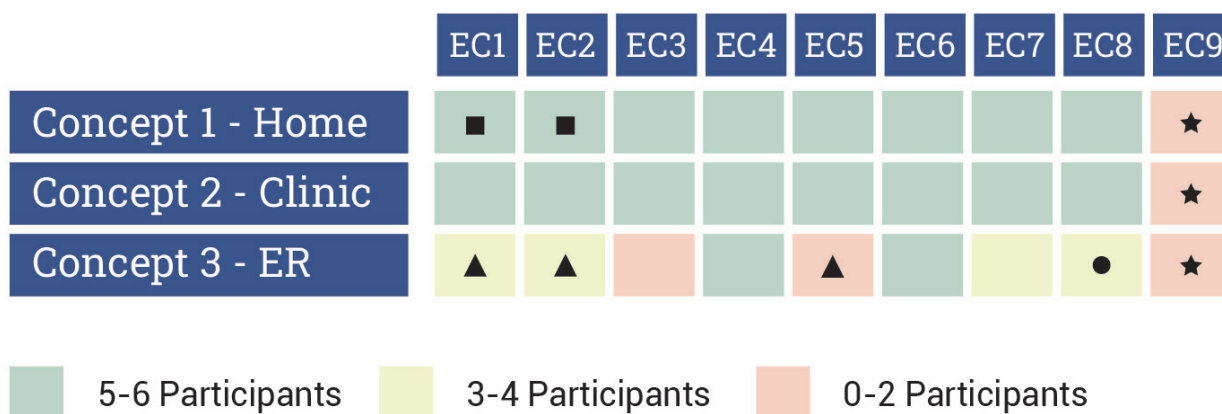 EC1 EC2 EC3 EC4 EC5 EC6 EC7 EC8 EC9
Concept 1 - Home
Concept 2 - Clinic
Concept 3 - ER
5-6 Participants 3-4 Participants 0-2 Participants